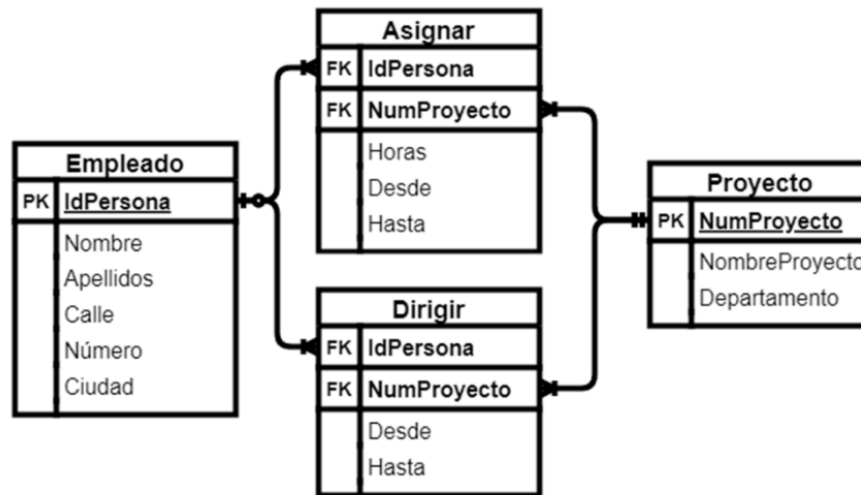 Asignar
FK IdPersona
FK NumProyecto
Horas
Desde
Hasta
Empleado
PK IdPersona
Nombre
Apellidos
Calle
Número
Ciudad
Proyecto
PK NumProyecto
NombreProyecto
Departamento
Dirigir
FK IdPersona
FK NumProyecto
Desde
Hasta